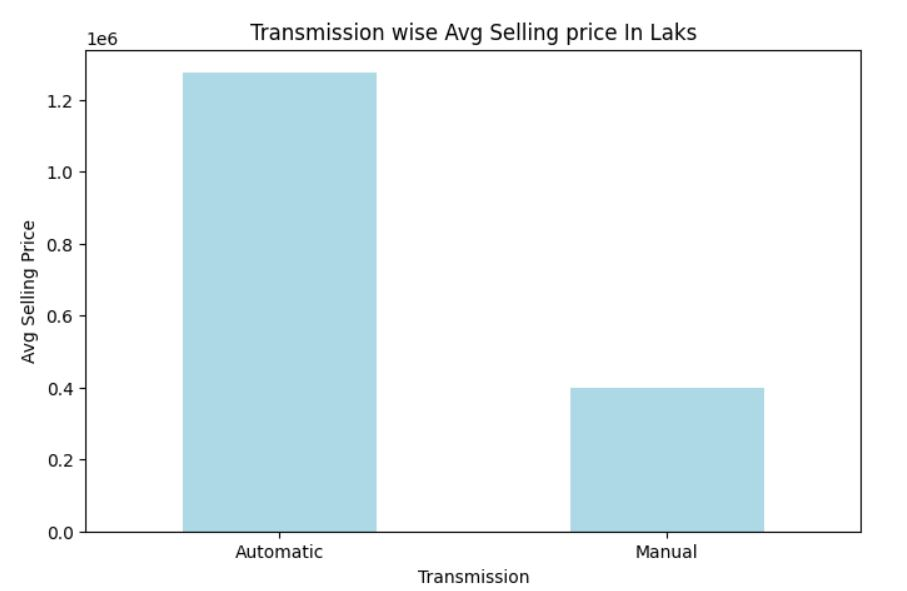 Transmission wise Avg Selling price In Laks
1e6
1.2
1.0
0.8
0.6
0.4
0.2
0.0
Avg Selling Price
Automatic
Manual
Transmission